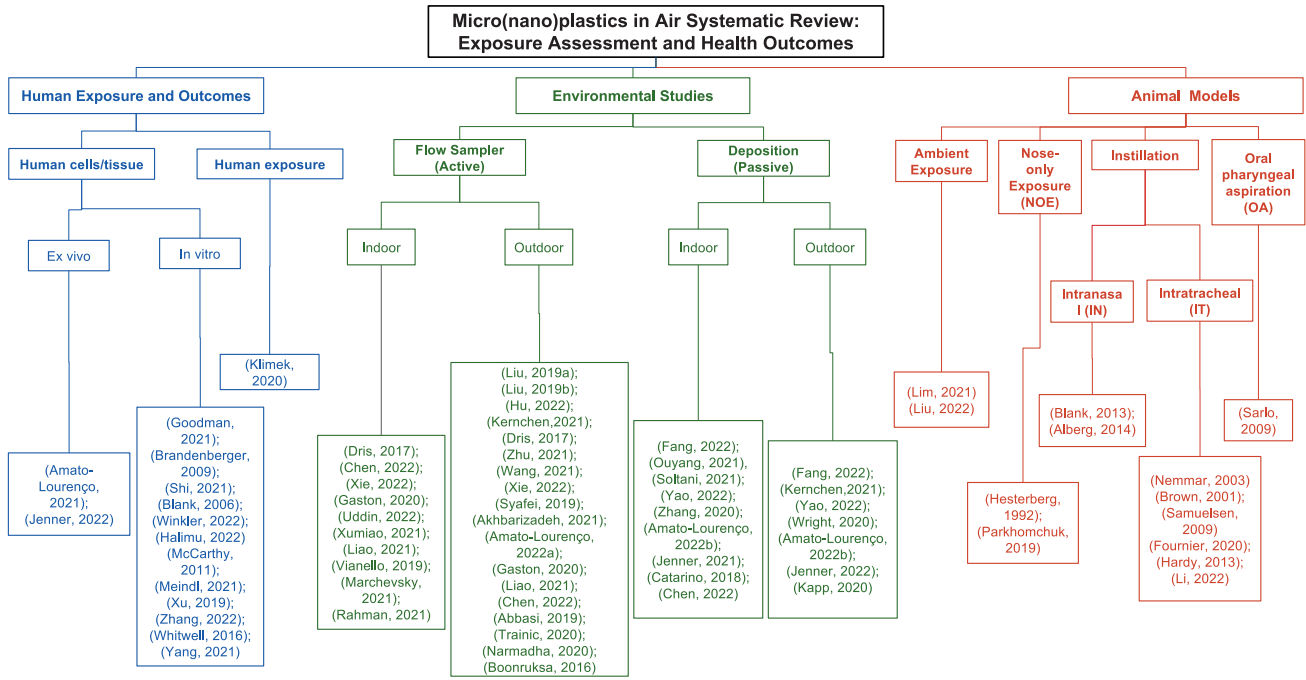 Micro(nano)plastics in Air Systematic Review:
Exposure Assessment and Health Outcomes
Human Exposure and Outcomes
Human cells/tissue
Human exposure
Ex vivo
In vitro
(Klimek,
2020)
(Amato-
Lourenço,
2021);
(Jenner, 2022)
(Goodman,
2021);
(Brandenberger,
2009);
(Shi, 2021);
(Blank, 2006);
(Winkler, 2022);
(Halimu, 2022)
(McCarthy,
2011);
(Meindl, 2021);
(Xu, 2019);
(Zhang, 2022);
(Whitwell, 2016);
(Yang, 2021)
Environmental Studies
Flow Sampler
(Active)
Deposition
(Passive)
Indoor
Outdoor
Indoor
Outdoor
(Dris, 2017);
(Chen, 2022);
(Xie, 2022);
(Gaston, 2020);
(Uddin, 2022);
(Xumiao, 2021);
(Liao, 2021);
(Vianello, 2019);
(Marchevsky,
2021);
(Rahman, 2021)
(Liu, 2019a);
(Liu, 2019b);
(Hu, 2022);
(Kernchen,2021);
(Dris, 2017);
(Zhu, 2021);
(Wang, 2021);
(Xie, 2022);
(Syafei, 2019);
(Akhbarizadeh, 2021);
(Amato-Lourenço,
2022a);
(Gaston, 2020);
(Liao, 2021);
(Chen, 2022);
(Abbasi, 2019);
(Trainic, 2020);
(Narmadha, 2020);
(Boonruksa, 2016)
(Fang, 2022);
(Ouyang, 2021),
(Soltani, 2021);
(Yao, 2022);
(Zhang, 2020);
(Amato-Lourenço,
2022b);
(Jenner, 2021);
(Catarino, 2018);
(Chen, 2022)
(Fang, 2022);
(Kernchen,2021);
(Yao, 2022);
(Wright, 2020);
(Amato-Lourenço,
2022b);
(Jenner, 2022);
(Kapp, 2020)
Animal Models
Ambient
Exposure
Nose-
only
Exposure
(NOE)
Instillation
Oral
pharyngeal
aspiration
(OA)
Intranasa
l (IN)
Intratracheal
(IT)
(Lim, 2021)
(Liu, 2022)
(Hesterberg,
1992);
(Parkhomchuk,
2019)
(Blank, 2013);
(Alberg, 2014)
(Nemmar, 2003)
(Brown, 2001);
(Samuelsen,
2009)
(Fournier, 2020);
(Hardy, 2013);
(Li, 2022)
(Sarlo,
2009)